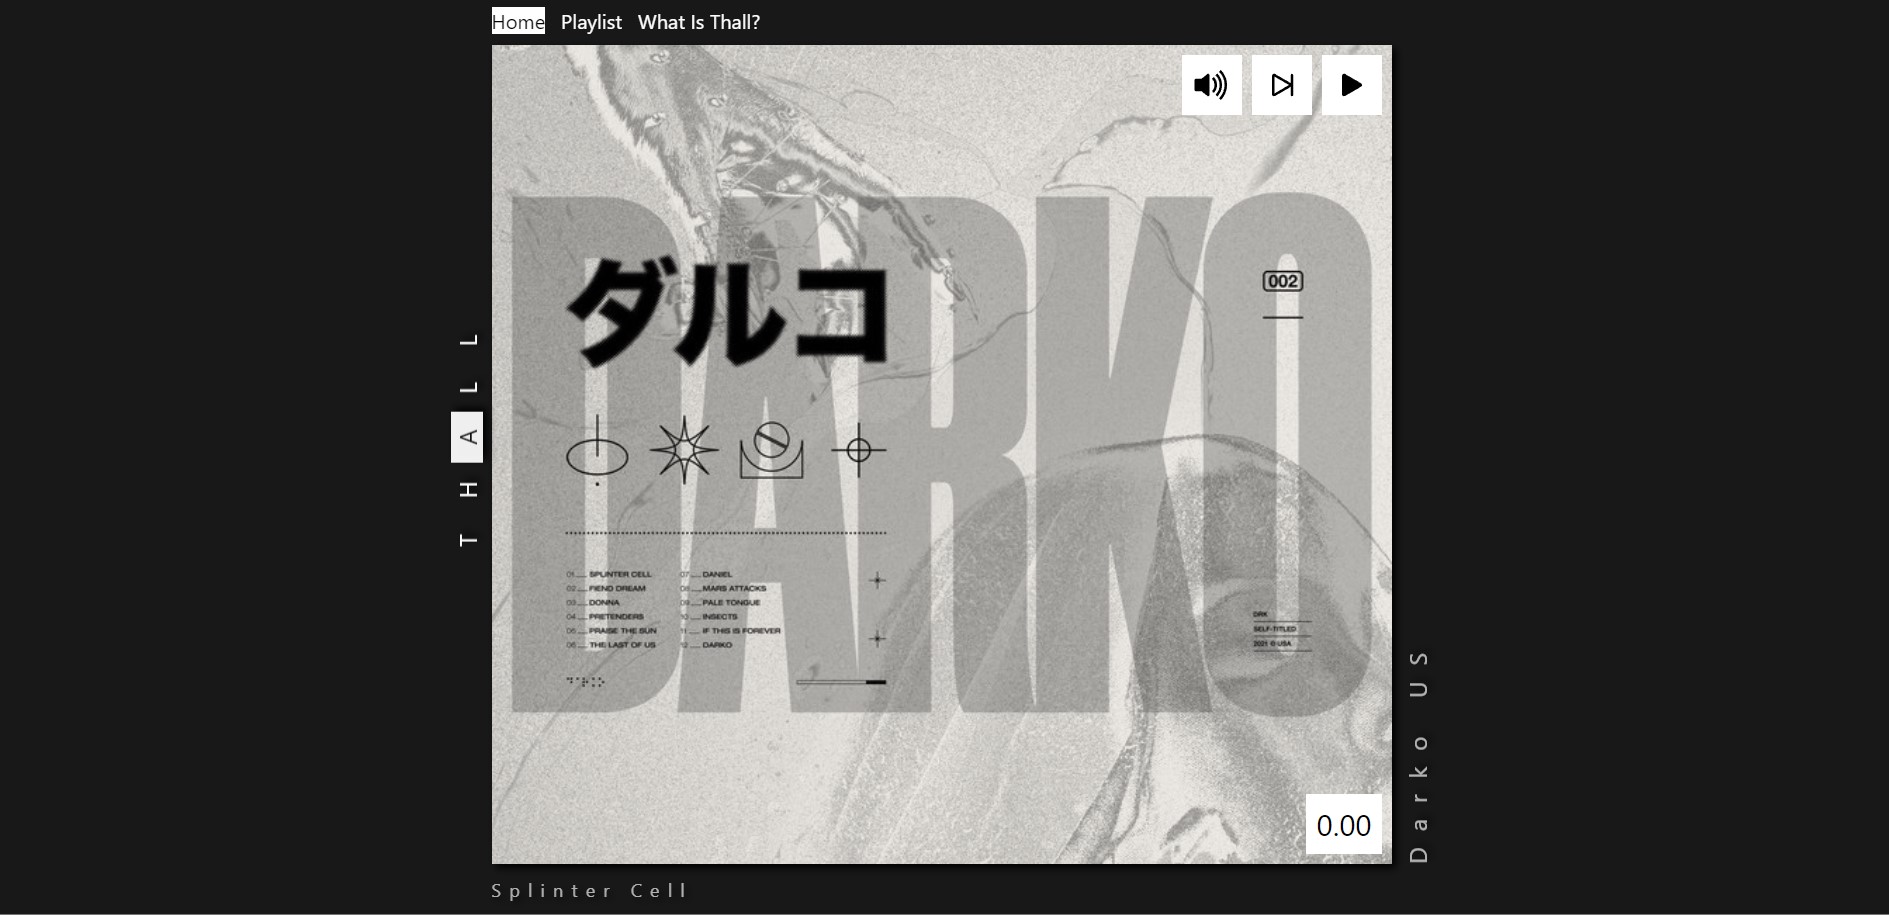 Home Playlist What Is Thall?
DARKO
ダルコ
002
THALL
01 SPLINTER CELL
02 FIEND DREAM
03 DONNA
04 PRETENDERS
05 PRAISE THE SUN
06 THE LAST OF US
07 DANIEL
08 MARS ATTACKS
09 PALE TONGUE
10 INSECTS
11 IF THIS IS FOREVER
12 DARKO
DRK
SELF-TITLED
2021 © USA
0.00
Darko US
Splinter Cell